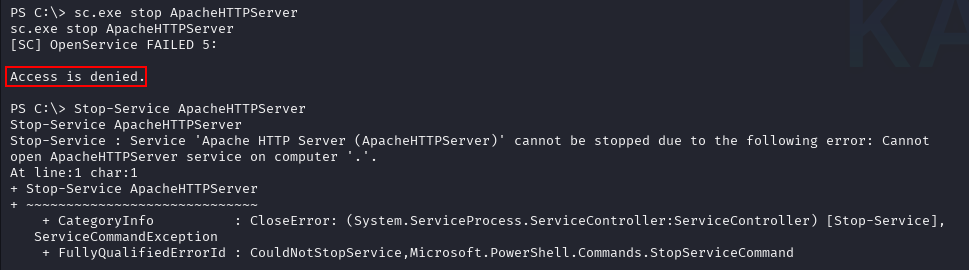 PS C:\> sc.exe stop ApacheHTTPServer
sc.exe stop ApacheHTTPServer
[SC] OpenService FAILED 5:
Access is denied.
PS C:\> Stop-Service ApacheHTTPServer
Stop-Service ApacheHTTPServer
Stop-Service : Service 'Apache HTTP Server (ApacheHTTPServer)' cannot be stopped due to the following error: Cannot
open ApacheHTTPServer service on computer '.'.
At line:1 char:1
+ Stop-Service ApacheHTTPServer
+ ~~~~~~~~~~~~~~~~~~~~~~~~~~~~~
    + CategoryInfo          : CloseError: (System.ServiceProcess.ServiceController:ServiceController) [Stop-Service],
   ServiceCommandException
    + FullyQualifiedErrorId : CouldNotStopService,Microsoft.PowerShell.Commands.StopServiceCommand
KA